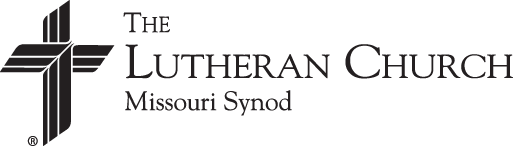 The
Lutheran Church
Missouri Synod
®